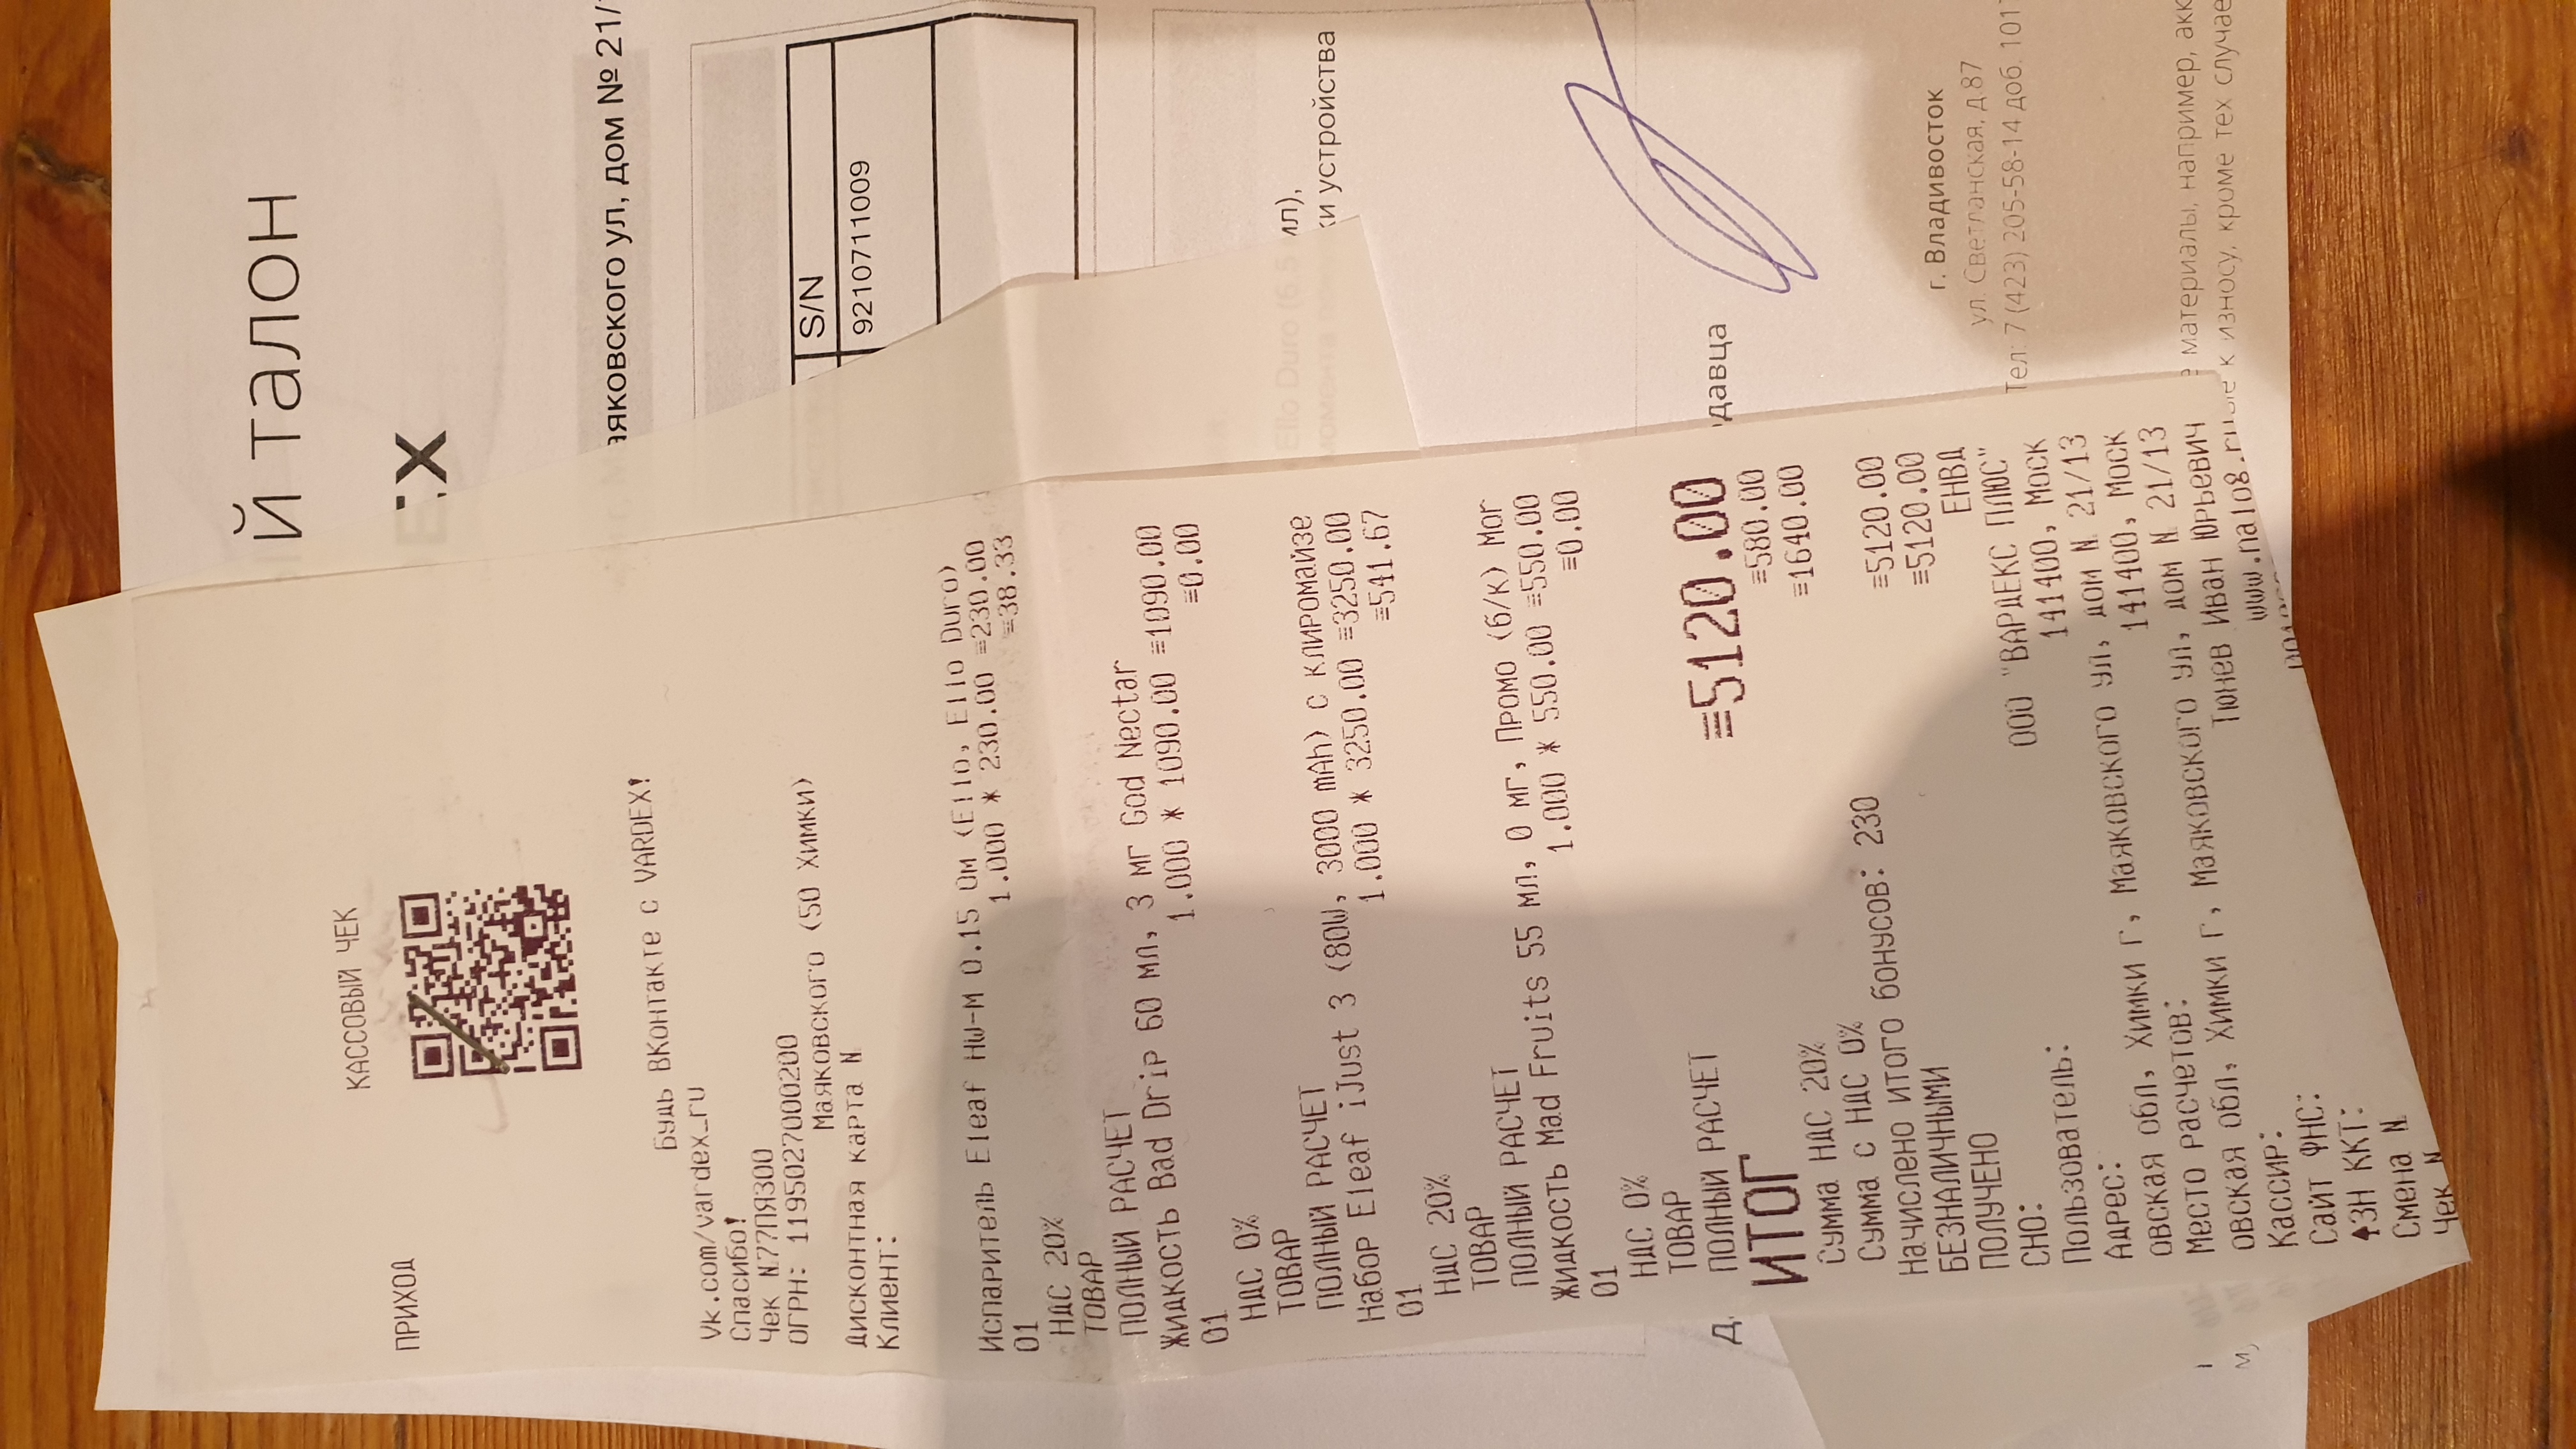 КАССОВЫЙ ЧЕК
ПРИХОД
Будь ВКонтакте с VARDEX!
vk.com/vardex_ru
Спасибо!
Чек N77ПЯ300
ОГРН: 1195027000200
Маяковского (50 Химки)
Дисконтная карта N
Клиент:
Испаритель Eleaf HW-M 0.15 Ом (Ello, Ello Duro)
01 1.000 * 230.00 ≡230.00
НДС 20% ≡38.33
ТОВАР
ПОЛНЫЙ РАСЧЕТ
Жидкость Bad Drip 60 мл, 3 мг God Nectar
01 1.000 * 1090.00 ≡1090.00
НДС 0% ≡0.00
ТОВАР
ПОЛНЫЙ РАСЧЕТ
Набор Eleaf iJust 3 (80W, 3000 mAh) с клиромайзе
01 1.000 * 3250.00 ≡3250.00
НДС 20% ≡541.67
ТОВАР
ПОЛНЫЙ РАСЧЕТ
Жидкость Mad Fruits 55 мл, 0 мг, Промо (б/к) Mor
01 1.000 * 550.00 ≡550.00
НДС 0% ≡0.00
ТОВАР
ПОЛНЫЙ РАСЧЕТ
ИТОГ ≡5120.00
Сумма НДС 20% ≡580.00
Сумма с НДС 0% ≡1640.00
Начислено итого бонусов: 230
БЕЗНАЛИЧНЫМИ ≡5120.00
ПОЛУЧЕНО ≡5120.00
СНО: ЕНВД
Пользователь: ООО "ВАРДЕКС ПЛЮС"
Адрес: 141400, Моск
овская обл, Химки г, Маяковского ул, дом N 21/13
Место расчетов: 141400, Моск
овская обл, Химки г, Маяковского ул, дом N 21/13
Кассир: Тюнев Иван Юрьевич
Сайт ФНС: www.nalog.ru
ЗН ККТ:
Смена N
Чек N
й талон
EX
аяковского ул, дом № 21/
S/N
9210711009
Ello Duro (6.5 мл),
ки устройства
давца
г. Владивосток
ул. Светланская, д.87
Тел.: 7 (423) 205-58-14 доб. 101
материалы, например, акк
к износу, кроме тех случае